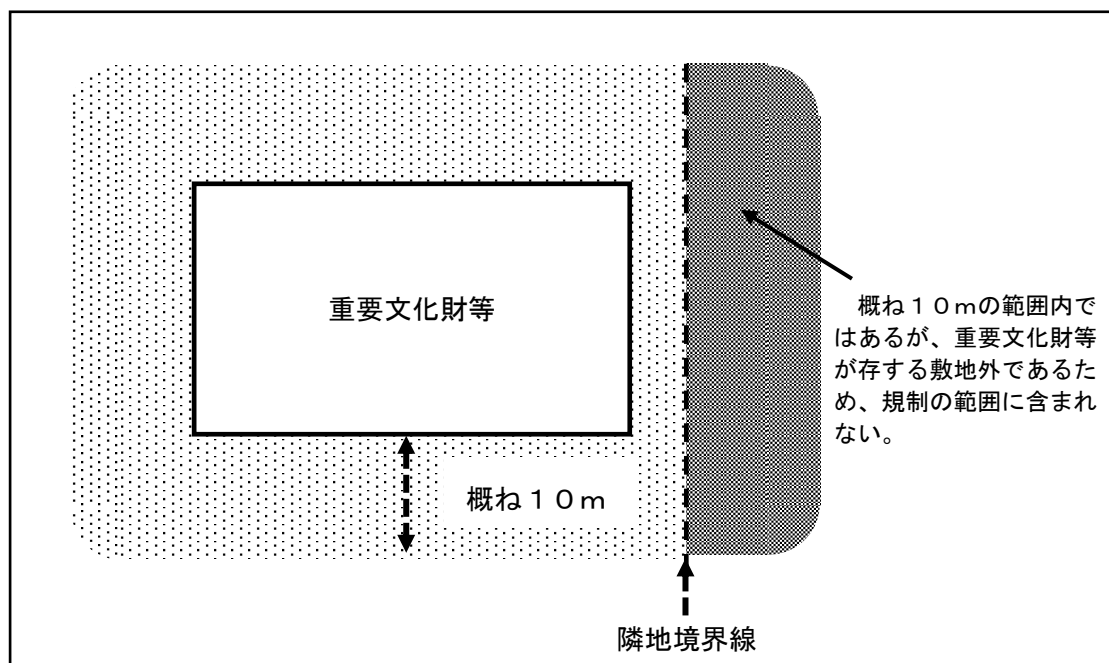 重要文化財等
　概ね１０ｍの範囲内で
はあるが、重要文化財等
が存する敷地外であるた
め、規制の範囲に含まれ
ない。
概ね１０ｍ
隣地境界線